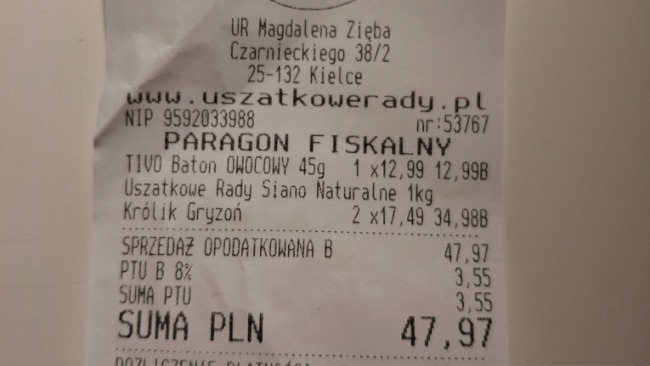 UR Magdalena Zięba
Czarnieckiego 38/2
25-132 Kielce
www.uszatkowerady.pl
NIP 9592033988 nr:53767
PARAGON FISKALNY
TIVO Baton OWOCOWY 45g 1 x12,99 12,99B
Uszatkowe Rady Siano Naturalne 1kg
Królik Gryzoń 2 x17,49 34,98B
SPRZEDAŻ OPODATKOWANA B 47,97
PTU B 8% 3,55
SUMA PTU 3,55
SUMA PLN 47,97
ROZLICZENIE PŁATNOŚCI